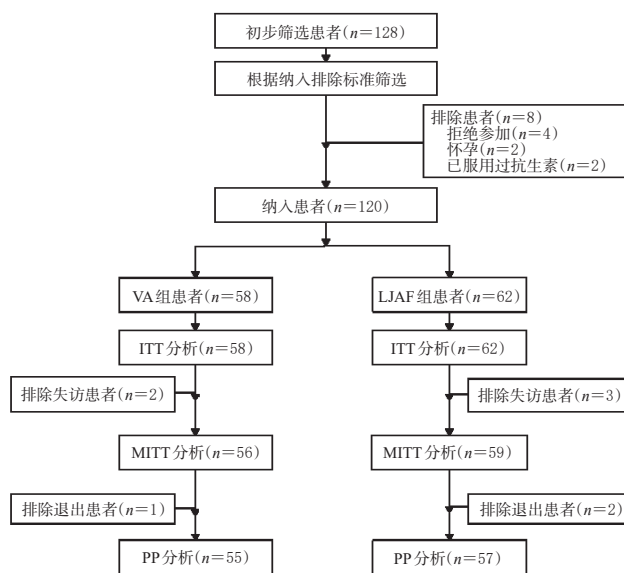 初步筛选患者(n=128)
根据纳入排除标准筛选
排除患者(n=8)
拒绝参加(n=4)
怀孕(n=2)
已服用过抗生素(n=2)
纳入患者(n=120)
VA组患者(n=58)
LJAF组患者(n=62)
ITT分析(n=58)
ITT分析(n=62)
排除失访患者(n=2)
排除失访患者(n=3)
MITT分析(n=56)
MITT分析(n=59)
排除退出患者(n=1)
排除退出患者(n=2)
PP分析(n=55)
PP分析(n=57)